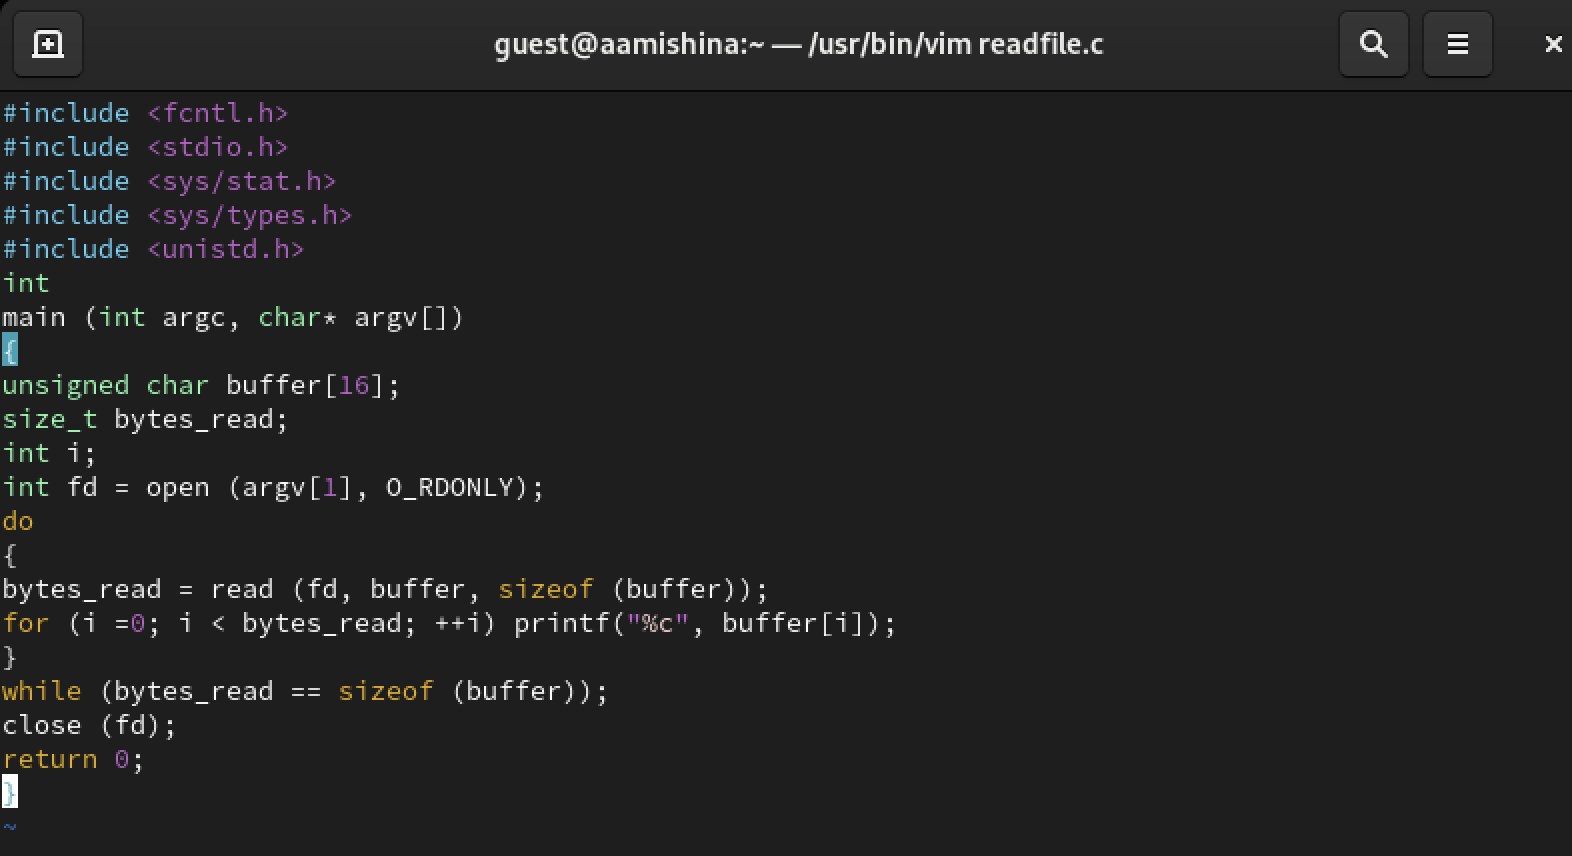 guest@aamishina:~ — /usr/bin/vim readfile.c
#include <fcntl.h>
#include <stdio.h>
#include <sys/stat.h>
#include <sys/types.h>
#include <unistd.h>
int
main (int argc, char* argv[])
{
unsigned char buffer[16];
size_t bytes_read;
int i;
int fd = open (argv[1], O_RDONLY);
do
{
bytes_read = read (fd, buffer, sizeof (buffer));
for (i =0; i < bytes_read; ++i) printf("%c", buffer[i]);
}
while (bytes_read == sizeof (buffer));
close (fd);
return 0;
}
~